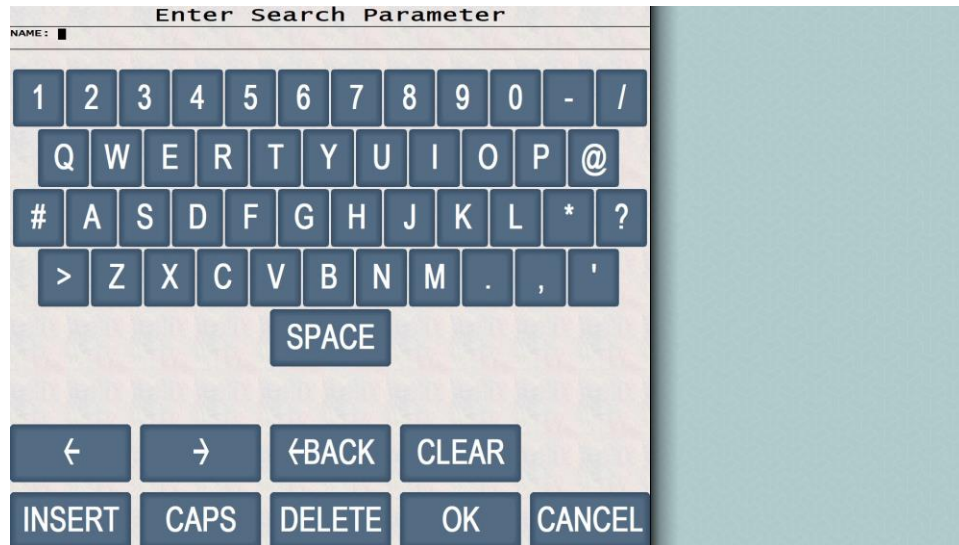 Enter Search Parameter
NAME:
1 2 3 4 5 6 7 8 9 0 - /
Q W E R T Y U I O P @
# A S D F G H J K L * ?
> Z X C V B N M . , '
SPACE
← → ←BACK CLEAR
INSERT CAPS DELETE OK CANCEL